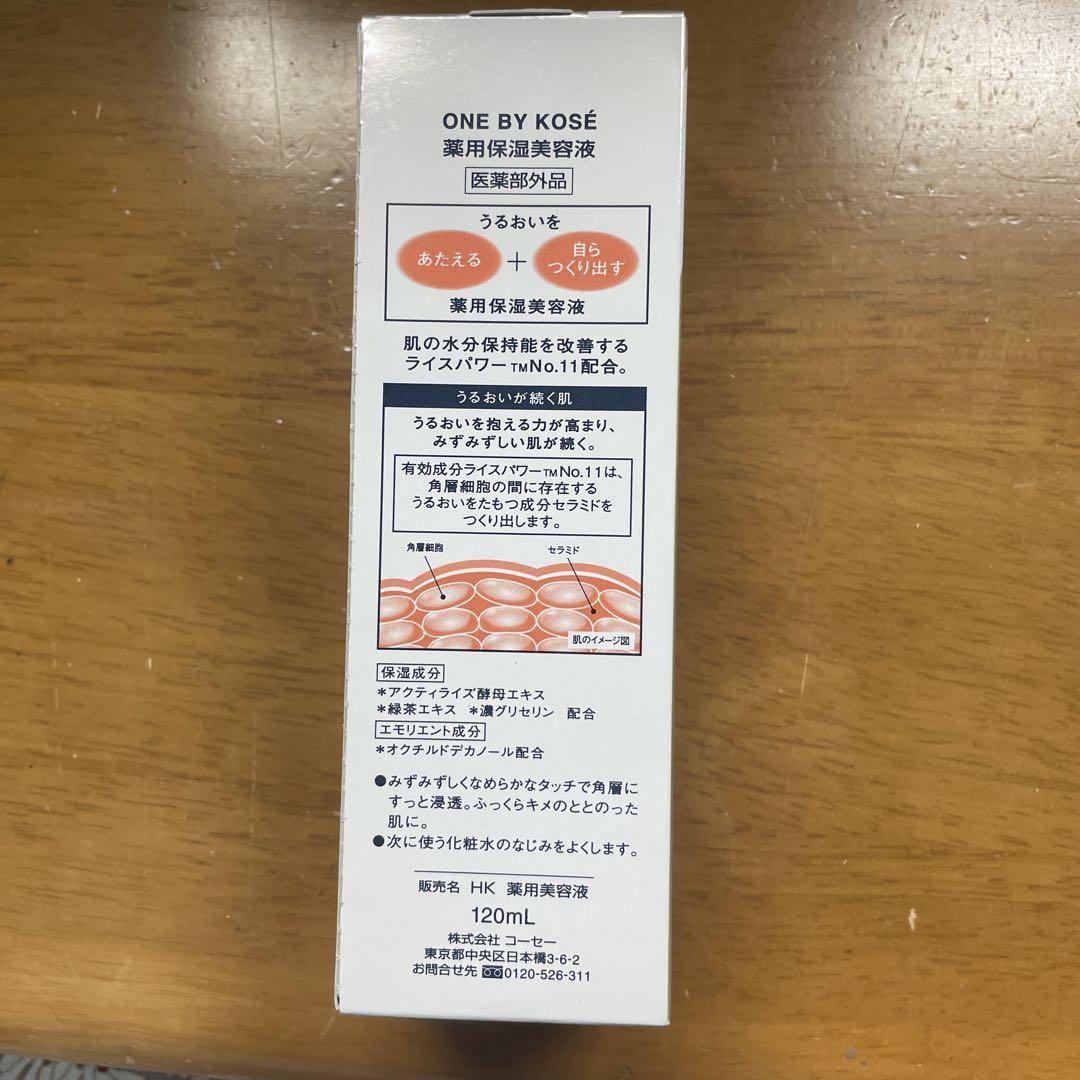 ONE BY KOSÉ
薬用保湿美容液
医薬部外品
うるおいを
あたえる + 自ら
つくり出す
薬用保湿美容液
肌の水分保持能を改善する
ライスパワー™No.11配合。
うるおいが続く肌
うるおいを抱える力が高まり、
みずみずしい肌が続く。
有効成分ライスパワー™No.11は、
角層細胞の間に存在する
うるおいをたもつ成分セラミドを
つくり出します。
角層細胞 セラミド
肌のイメージ図
保湿成分
*アクティライズ酵母エキス
*緑茶エキス *濃グリセリン 配合
エモリエント成分
*オクチルドデカノール配合
●みずみずしくなめらかなタッチで角層に
すっと浸透。ふっくらキメのととのった
肌に。
●次に使う化粧水のなじみをよくします。
販売名 HK 薬用美容液
120mL
株式会社 コーセー
東京都中央区日本橋3-6-2
お問合せ先 0120-526-311